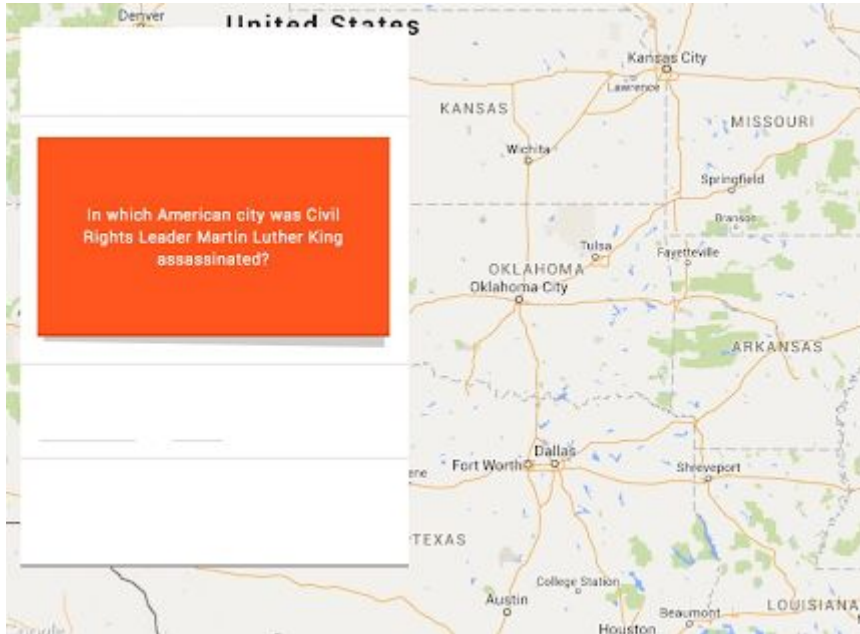 Denver
United States
Kansas City
Lawrence
KANSAS
MISSOURI
Wichita
Springfield
Branson
In which American city was Civil
Rights Leader Martin Luther King
assassinated?
Tulsa
Fayetteville
OKLAHOMA
Oklahoma City
ARKANSAS
Dallas
Fort Worth
Shreveport
TEXAS
College Station
Austin
LOUISIANA
Beaumont
Houston
Google